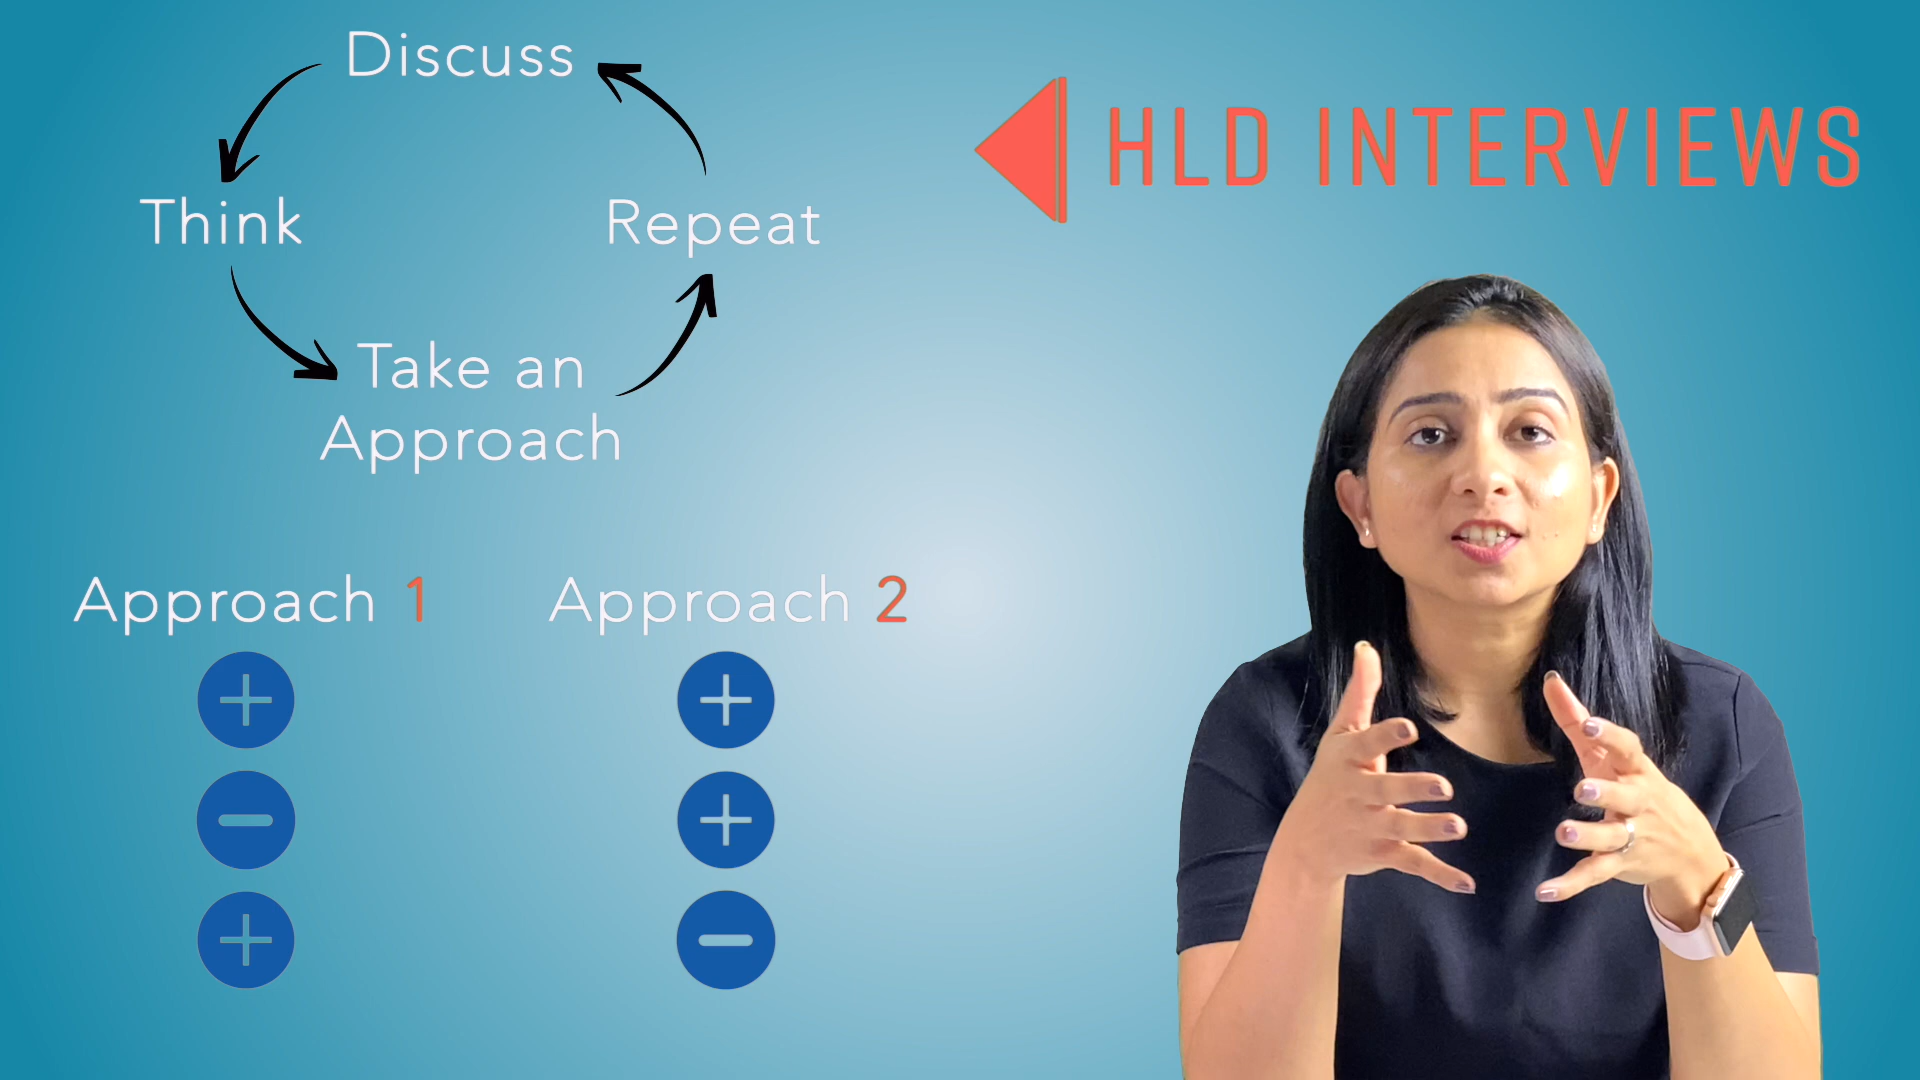 Discuss
HLD INTERVIEWS
Think
Repeat
Take an
Approach
Approach 1
Approach 2